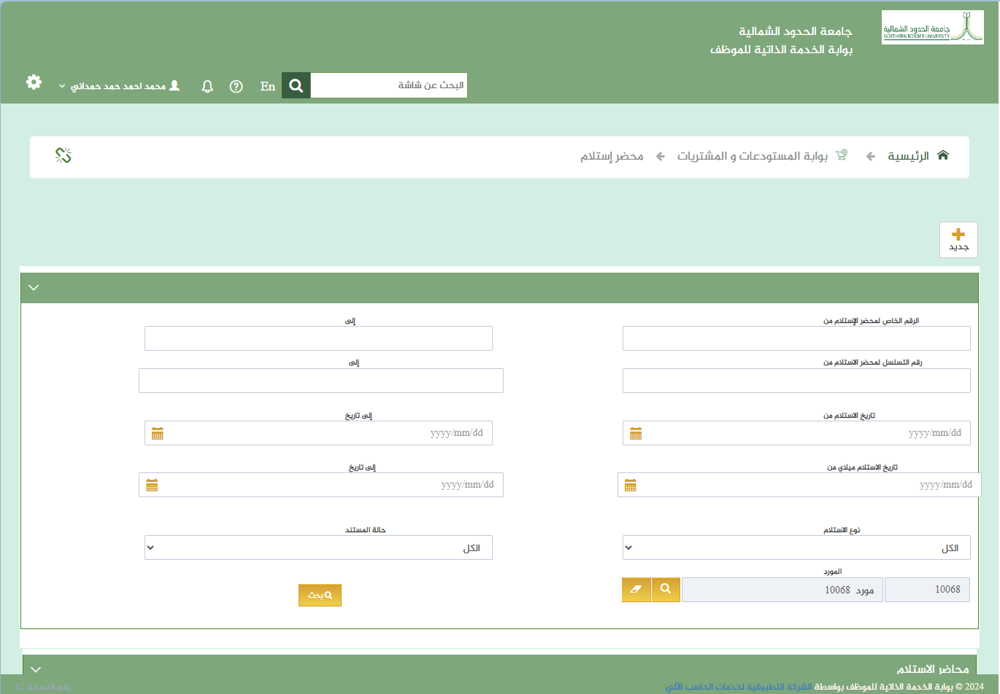 جامعة الحدود الشمالية
NORTHERN BORDER UNIVERSITY
جامعة الحدود الشمالية
بوابة الخدمة الذاتية للموظف
البحث عن شاشة
En
محمد احمد حمد حمداني
الرئيسية
بوابة المستودعات و المشتريات
محضر إستلام
جديد
الرقم الخاص لمحضر الإستلام من
إلى
رقم التسلسل لمحضر الاستلام من
إلى
تاريخ الاستلام من
إلى تاريخ
yyyy/mm/dd
yyyy/mm/dd
تاريخ الاستلام ميلادي من
إلى تاريخ
yyyy/mm/dd
yyyy/mm/dd
نوع الاستلام
حالة المستند
الكل
الكل
المورد
10068
مورد 10068
بحث
محاضر الاستلام
2024 © بوابة الخدمة الذاتية للموظف بواسطة الشركة التطبيقية لخدمات الحاسب الآلي
رقم النسخة 62